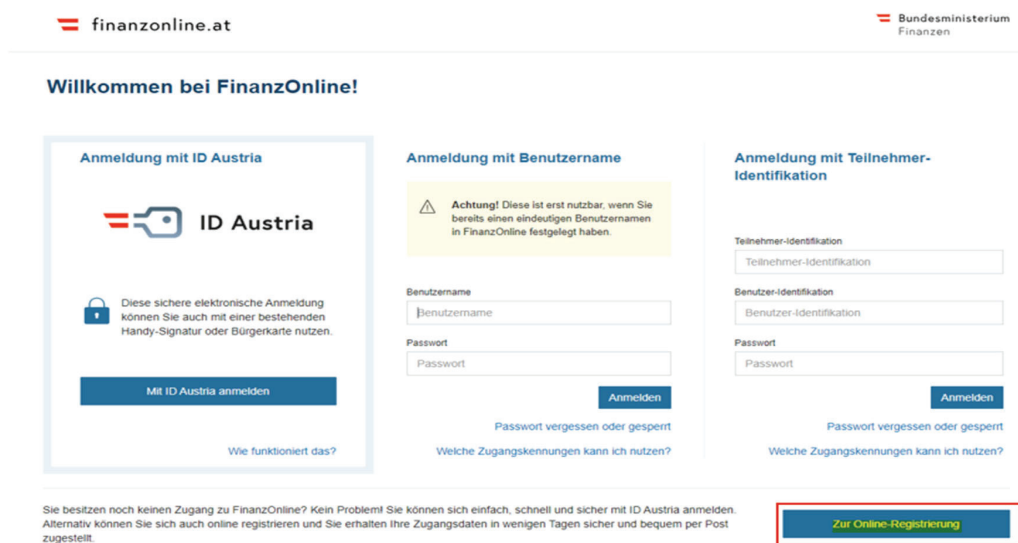 finanzonline.at
Bundesministerium
Finanzen
Willkommen bei FinanzOnline!
Anmeldung mit ID Austria
ID Austria
Diese sichere elektronische Anmeldung
können Sie auch mit einer bestehenden
Handy-Signatur oder Bürgerkarte nutzen.
Mit ID Austria anmelden
Wie funktioniert das?
Anmeldung mit Benutzername
Achtung! Diese ist erst nutzbar, wenn Sie
bereits einen eindeutigen Benutzernamen
in FinanzOnline festgelegt haben.
Benutzername
Benutzername
Passwort
Passwort
Anmelden
Passwort vergessen oder gesperrt
Welche Zugangskennungen kann ich nutzen?
Anmeldung mit Teilnehmer-
Identifikation
Teilnehmer-Identifikation
Teilnehmer-Identifikation
Benutzer-Identifikation
Benutzer-Identifikation
Passwort
Passwort
Anmelden
Passwort vergessen oder gesperrt
Welche Zugangskennungen kann ich nutzen?
Sie besitzen noch keinen Zugang zu FinanzOnline? Kein Problem! Sie können sich einfach, schnell und sicher mit ID Austria anmelden.
Alternativ können Sie sich auch online registrieren und Sie erhalten Ihre Zugangsdaten in wenigen Tagen sicher und bequem per Post
zugestellt.
Zur Online-Registrierung